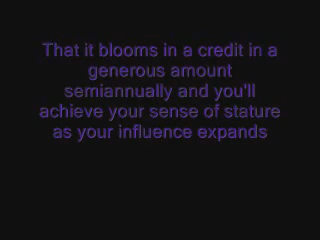 That it blooms in a credit in a
generous amount
semiannually and you'll
achieve your sense of stature
as your influence expands